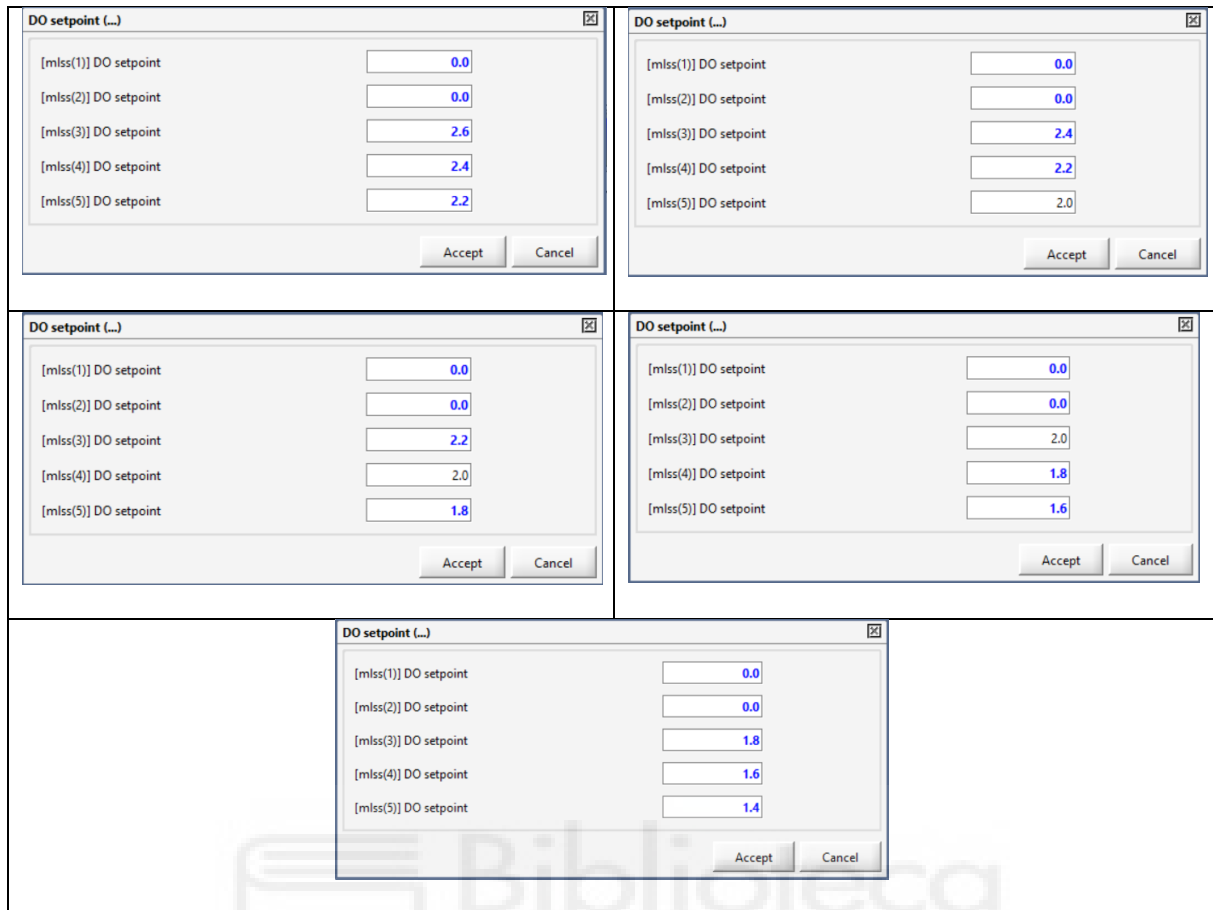 DO setpoint (...)
[mlss(1)] DO setpoint 0.0
[mlss(2)] DO setpoint 0.0
[mlss(3)] DO setpoint 2.6
[mlss(4)] DO setpoint 2.4
[mlss(5)] DO setpoint 2.2
Accept Cancel
DO setpoint (...)
[mlss(1)] DO setpoint 0.0
[mlss(2)] DO setpoint 0.0
[mlss(3)] DO setpoint 2.4
[mlss(4)] DO setpoint 2.2
[mlss(5)] DO setpoint 2.0
Accept Cancel
DO setpoint (...)
[mlss(1)] DO setpoint 0.0
[mlss(2)] DO setpoint 0.0
[mlss(3)] DO setpoint 2.2
[mlss(4)] DO setpoint 2.0
[mlss(5)] DO setpoint 1.8
Accept Cancel
DO setpoint (...)
[mlss(1)] DO setpoint 0.0
[mlss(2)] DO setpoint 0.0
[mlss(3)] DO setpoint 2.0
[mlss(4)] DO setpoint 1.8
[mlss(5)] DO setpoint 1.6
Accept Cancel
DO setpoint (...)
[mlss(1)] DO setpoint 0.0
[mlss(2)] DO setpoint 0.0
[mlss(3)] DO setpoint 1.8
[mlss(4)] DO setpoint 1.6
[mlss(5)] DO setpoint 1.4
Accept Cancel
Biblioteca